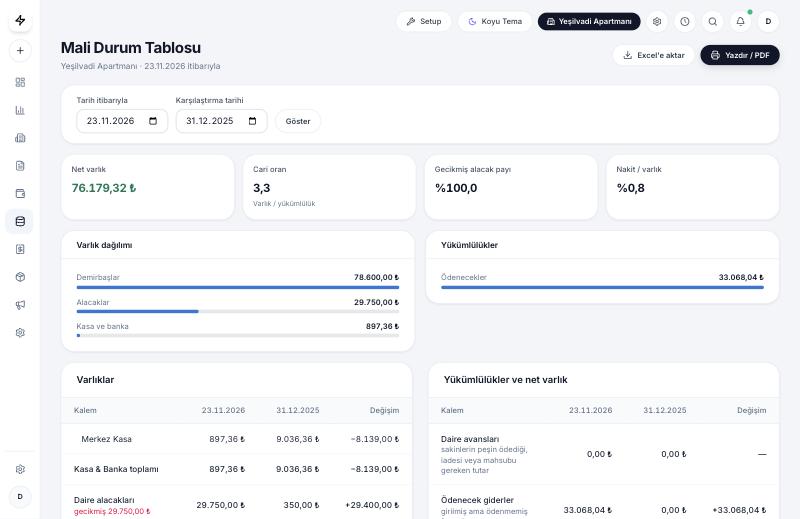 Setup
Koyu Tema
Yeşilvadi Apartmanı
D
Mali Durum Tablosu
Yeşilvadi Apartmanı · 23.11.2026 itibarıyla
Excel'e aktar
Yazdır / PDF
Tarih itibarıyla
Karşılaştırma tarihi
23.11.2026
31.12.2025
Göster
Net varlık
76.179,32 ₺
Cari oran
3,3
Varlık / yükümlülük
Gecikmiş alacak payı
%100,0
Nakit / varlık
%0,8
Varlık dağılımı
Demirbaşlar 78.600,00 ₺
Alacaklar 29.750,00 ₺
Kasa ve banka 897,36 ₺
Yükümlülükler
Ödenecekler 33.068,04 ₺
Varlıklar
Kalem 23.11.2026 31.12.2025 Değişim
Merkez Kasa 897,36 ₺ 9.036,36 ₺ −8.139,00 ₺
Kasa & Banka toplamı 897,36 ₺ 9.036,36 ₺ −8.139,00 ₺
Daire alacakları 29.750,00 ₺ 350,00 ₺ +29.400,00 ₺
gecikmiş 29.750,00 ₺
Yükümlülükler ve net varlık
Kalem 23.11.2026 31.12.2025 Değişim
Daire avansları
sakinlerin peşin ödediği,
iadesi veya mahsubu
gereken tutar
0,00 ₺ 0,00 ₺ —
Ödenecek giderler
girilmiş ama ödenmemiş
33.068,04 ₺ 0,00 ₺ +33.068,04 ₺
D